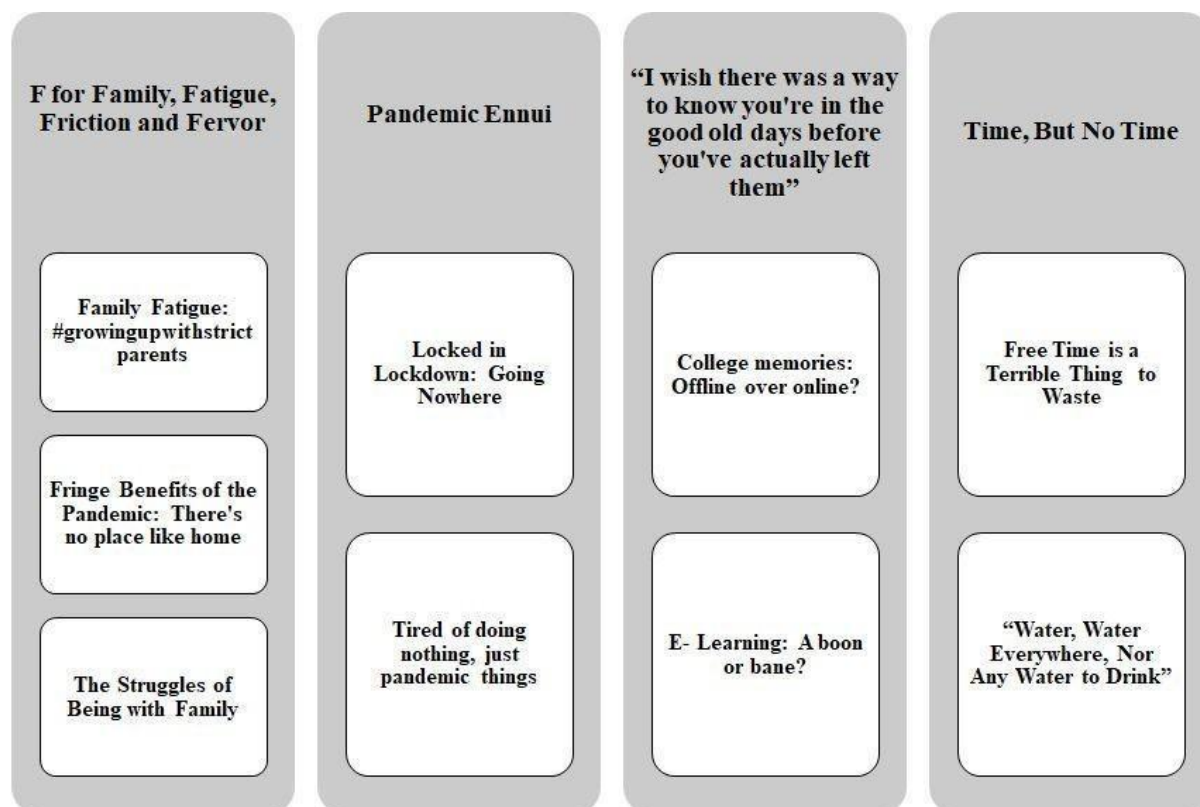 F for Family, Fatigue,
Friction and Fervor
Family Fatigue:
#growingupwithstrict
parents
Fringe Benefits of the
Pandemic: There's
no place like home
The Struggles of
Being with Family
Pandemic Ennui
Locked in
Lockdown: Going
Nowhere
Tired of doing
nothing, just
pandemic things
“I wish there was a way
to know you're in the
good old days before
you've actually left
them”
College memories:
Offline over online?
E- Learning: A boon
or bane?
Time, But No Time
Free Time is a
Terrible Thing to
Waste
“Water, Water
Everywhere, Nor
Any Water to Drink”